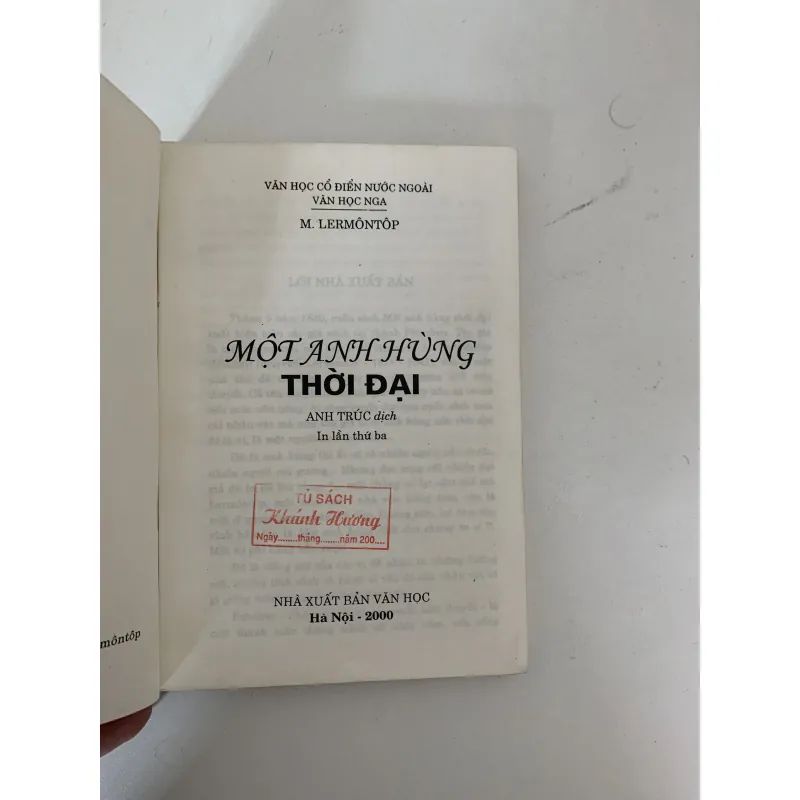 VĂN HỌC CỔ ĐIỂN NƯỚC NGOÀI
VĂN HỌC NGA
M. LERMÔNTÔP
MỘT ANH HÙNG
THỜI ĐẠI
ANH TRÚC dịch
In lần thứ ba
TỦ SÁCH
Khánh Hương
Ngày........tháng........năm 200....
NHÀ XUẤT BẢN VĂN HỌC
Hà Nội - 2000
môntôp